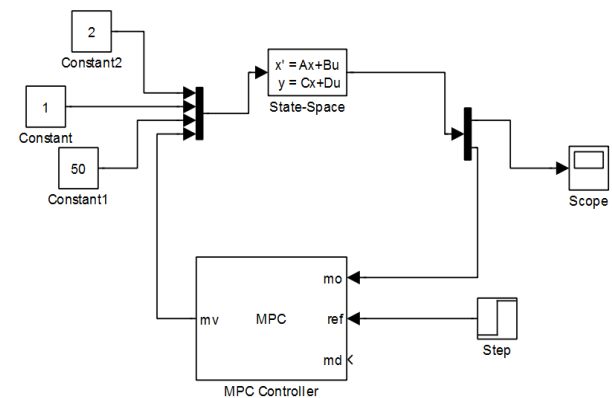 2
Constant2
1
Constant
50
Constant1
x' = Ax+Bu
y = Cx+Du
State-Space
Scope
mo
mv
MPC
ref
md
Step
MPC Controller